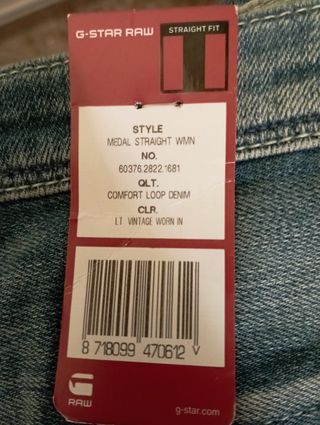 G-STAR RAW
STRAIGHT FIT
STYLE
MEDAL STRAIGHT WMN
NO.
60376.2822.1681
QLT.
COMFORT LOOP DENIM
CLR.
LT VINTAGE WORN IN
8 718099 470612 V
RAW
g-star.com